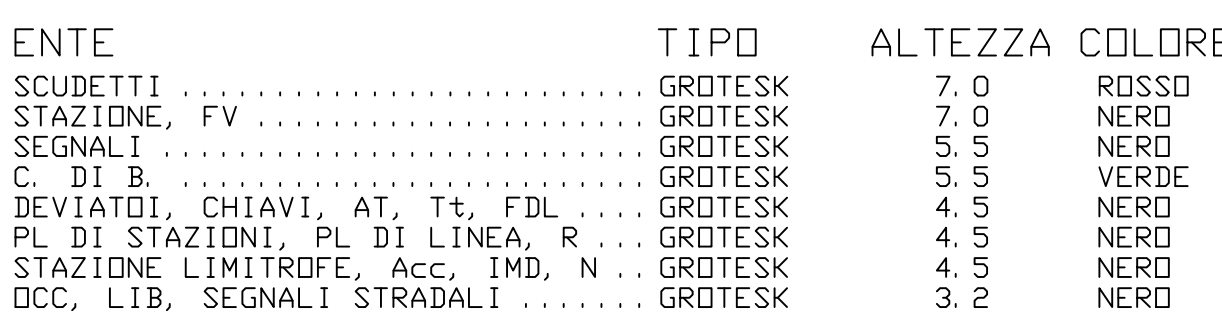 ENTE TIPO ALTEZZA COLORE
SCUDETTI ......................... GROTESK 7.0 ROSSO
STAZIONE, FV ..................... GROTESK 7.0 NERO
SEGNALI .......................... GROTESK 5.5 NERO
C. DI B. ......................... GROTESK 5.5 VERDE
DEVIATOI, CHIAVI, AT, Tt, FDL .... GROTESK 4.5 NERO
PL DI STAZIONI, PL DI LINEA, R ... GROTESK 4.5 NERO
STAZIONE LIMITROFE, Acc, IMD, N .. GROTESK 4.5 NERO
OCC, LIB, SEGNALI STRADALI ....... GROTESK 3.2 NERO